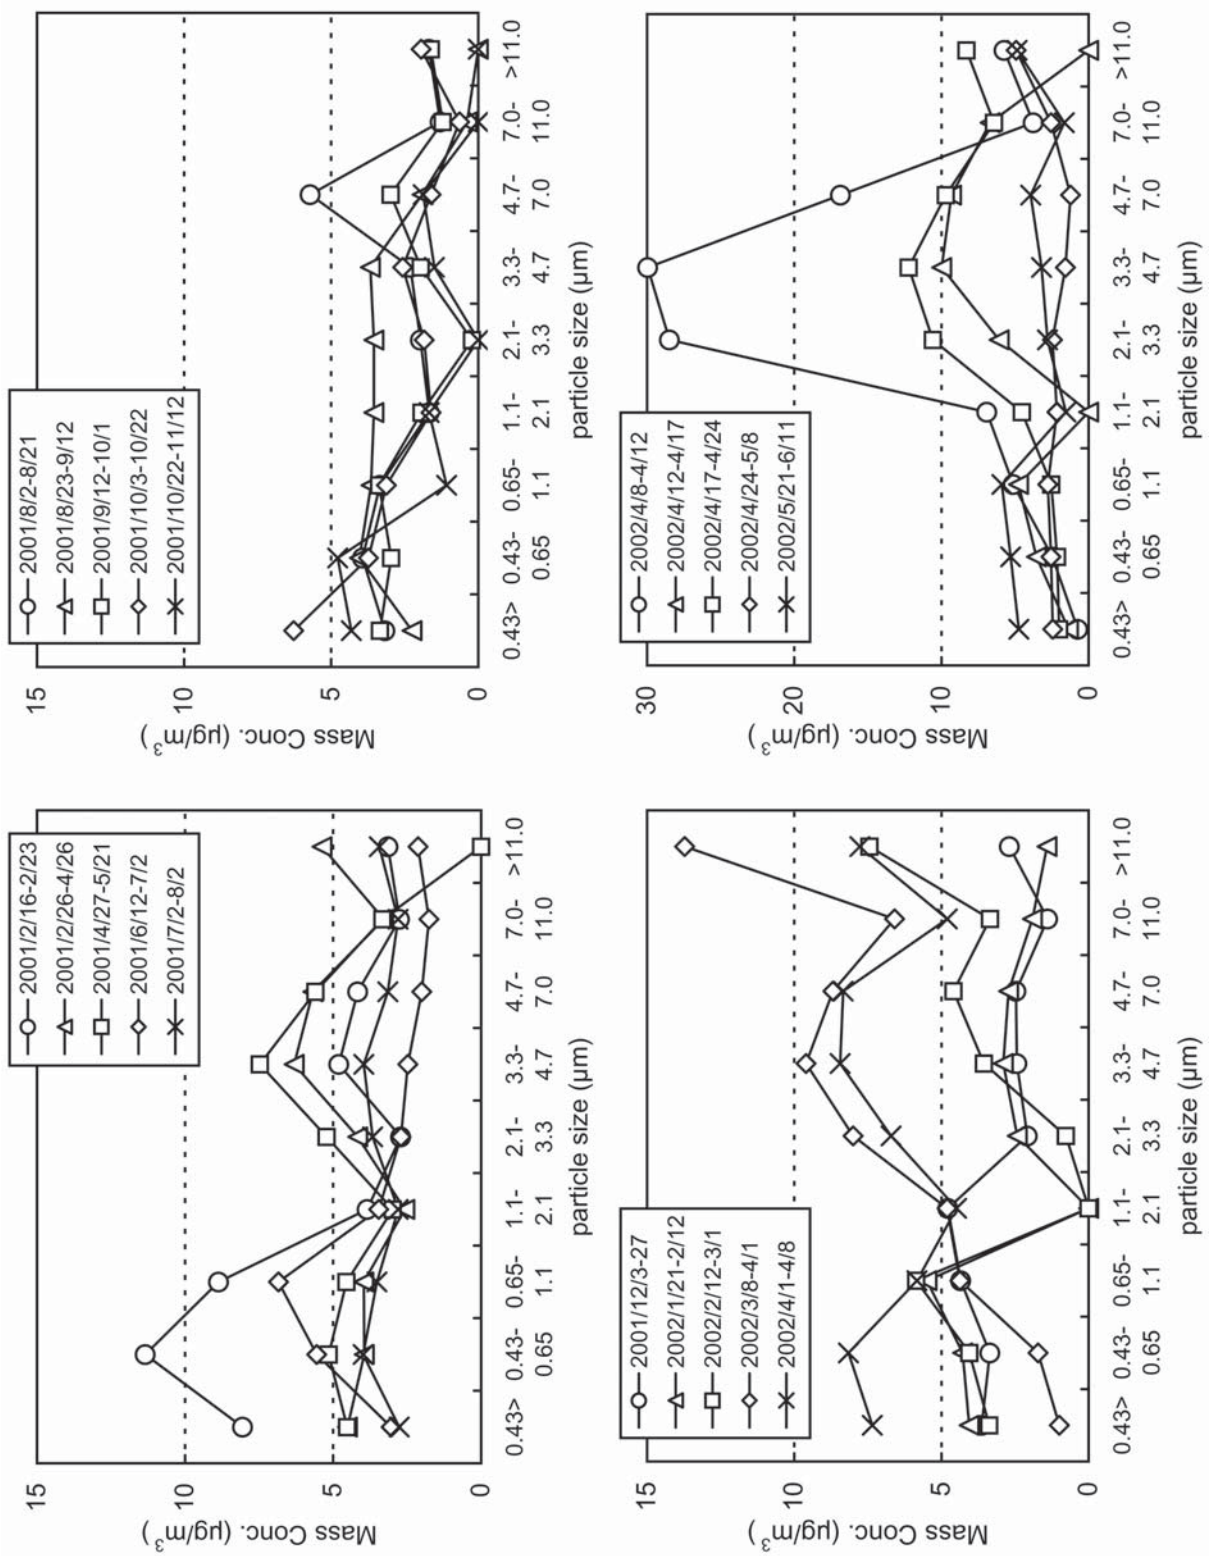 15
10
5
0
Mass Conc. (µg/m³)
2001/2/16-2/23
2001/2/26-4/26
2001/4/27-5/21
2001/6/12-7/2
2001/7/2-8/2
0.43> 0.43- 0.65- 1.1- 2.1- 3.3- 4.7- 7.0- >11.0
0.65 1.1 2.1 3.3 4.7 7.0 11.0
particle size (µm)
15
10
5
0
Mass Conc. (µg/m³)
2001/8/2-8/21
2001/8/23-9/12
2001/9/12-10/1
2001/10/3-10/22
2001/10/22-11/12
0.43> 0.43- 0.65- 1.1- 2.1- 3.3- 4.7- 7.0- >11.0
0.65 1.1 2.1 3.3 4.7 7.0 11.0
particle size (µm)
15
10
5
0
Mass Conc. (µg/m³)
2001/12/3-27
2002/1/21-2/12
2002/2/12-3/1
2002/3/8-4/1
2002/4/1-4/8
0.43> 0.43- 0.65- 1.1- 2.1- 3.3- 4.7- 7.0- >11.0
0.65 1.1 2.1 3.3 4.7 7.0 11.0
particle size (µm)
30
20
10
0
Mass Conc. (µg/m³)
2002/4/8-4/12
2002/4/12-4/17
2002/4/17-4/24
2002/4/24-5/8
2002/5/21-6/11
0.43> 0.43- 0.65- 1.1- 2.1- 3.3- 4.7- 7.0- >11.0
0.65 1.1 2.1 3.3 4.7 7.0 11.0
particle size (µm)